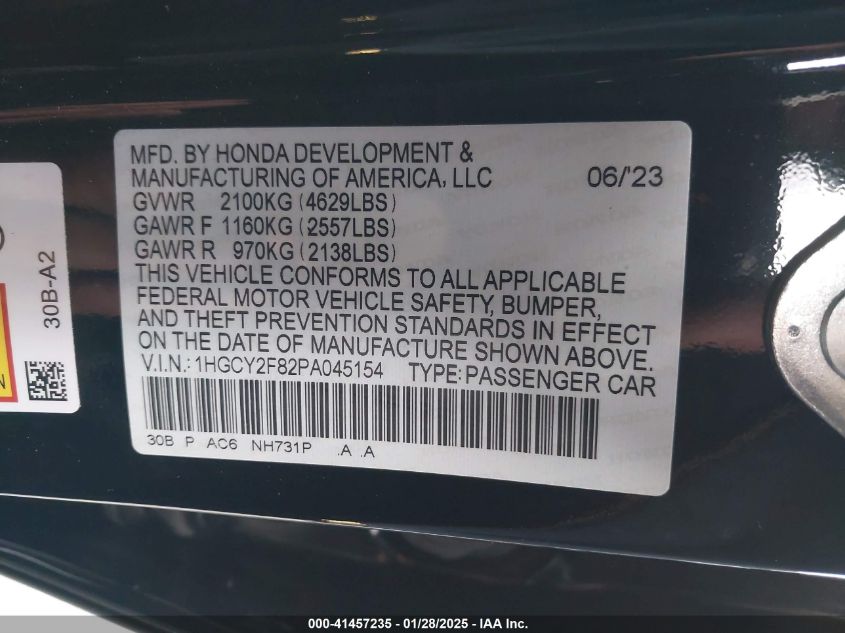 MFD. BY HONDA DEVELOPMENT &
MANUFACTURING OF AMERICA, LLC 06/'23
GVWR 2100KG (4629LBS)
GAWR F 1160KG (2557LBS)
GAWR R 970KG (2138LBS)
THIS VEHICLE CONFORMS TO ALL APPLICABLE
FEDERAL MOTOR VEHICLE SAFETY, BUMPER,
AND THEFT PREVENTION STANDARDS IN EFFECT
ON THE DATE OF MANUFACTURE SHOWN ABOVE.
V.I.N.: 1HGCY2F82PA045154 TYPE: PASSENGER CAR
30B P AC6 NH731P .A .A
30B-A2
000-41457235 - 01/28/2025 - IAA Inc.